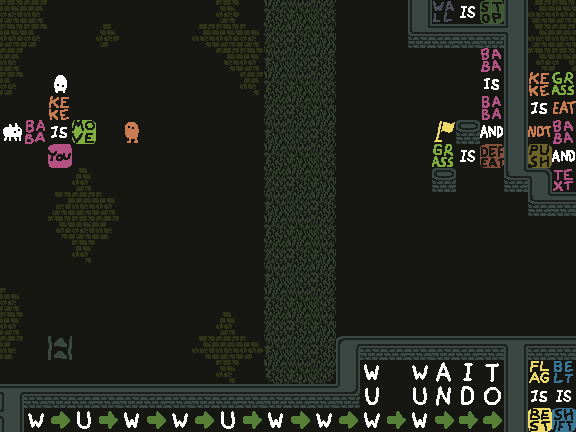 WALL IS STOP
BABA
IS KEKE GRASS
KEKE BABA IS EAT
BABA IS MOVE AND NOT BABA
YOU GRASS IS DEFEAT PUSH AND
TEXT
W WAIT FLAG BELT
U UNDO IS IS
W → U → W → W → U → W → W → W → W → → → BEST SHIFT